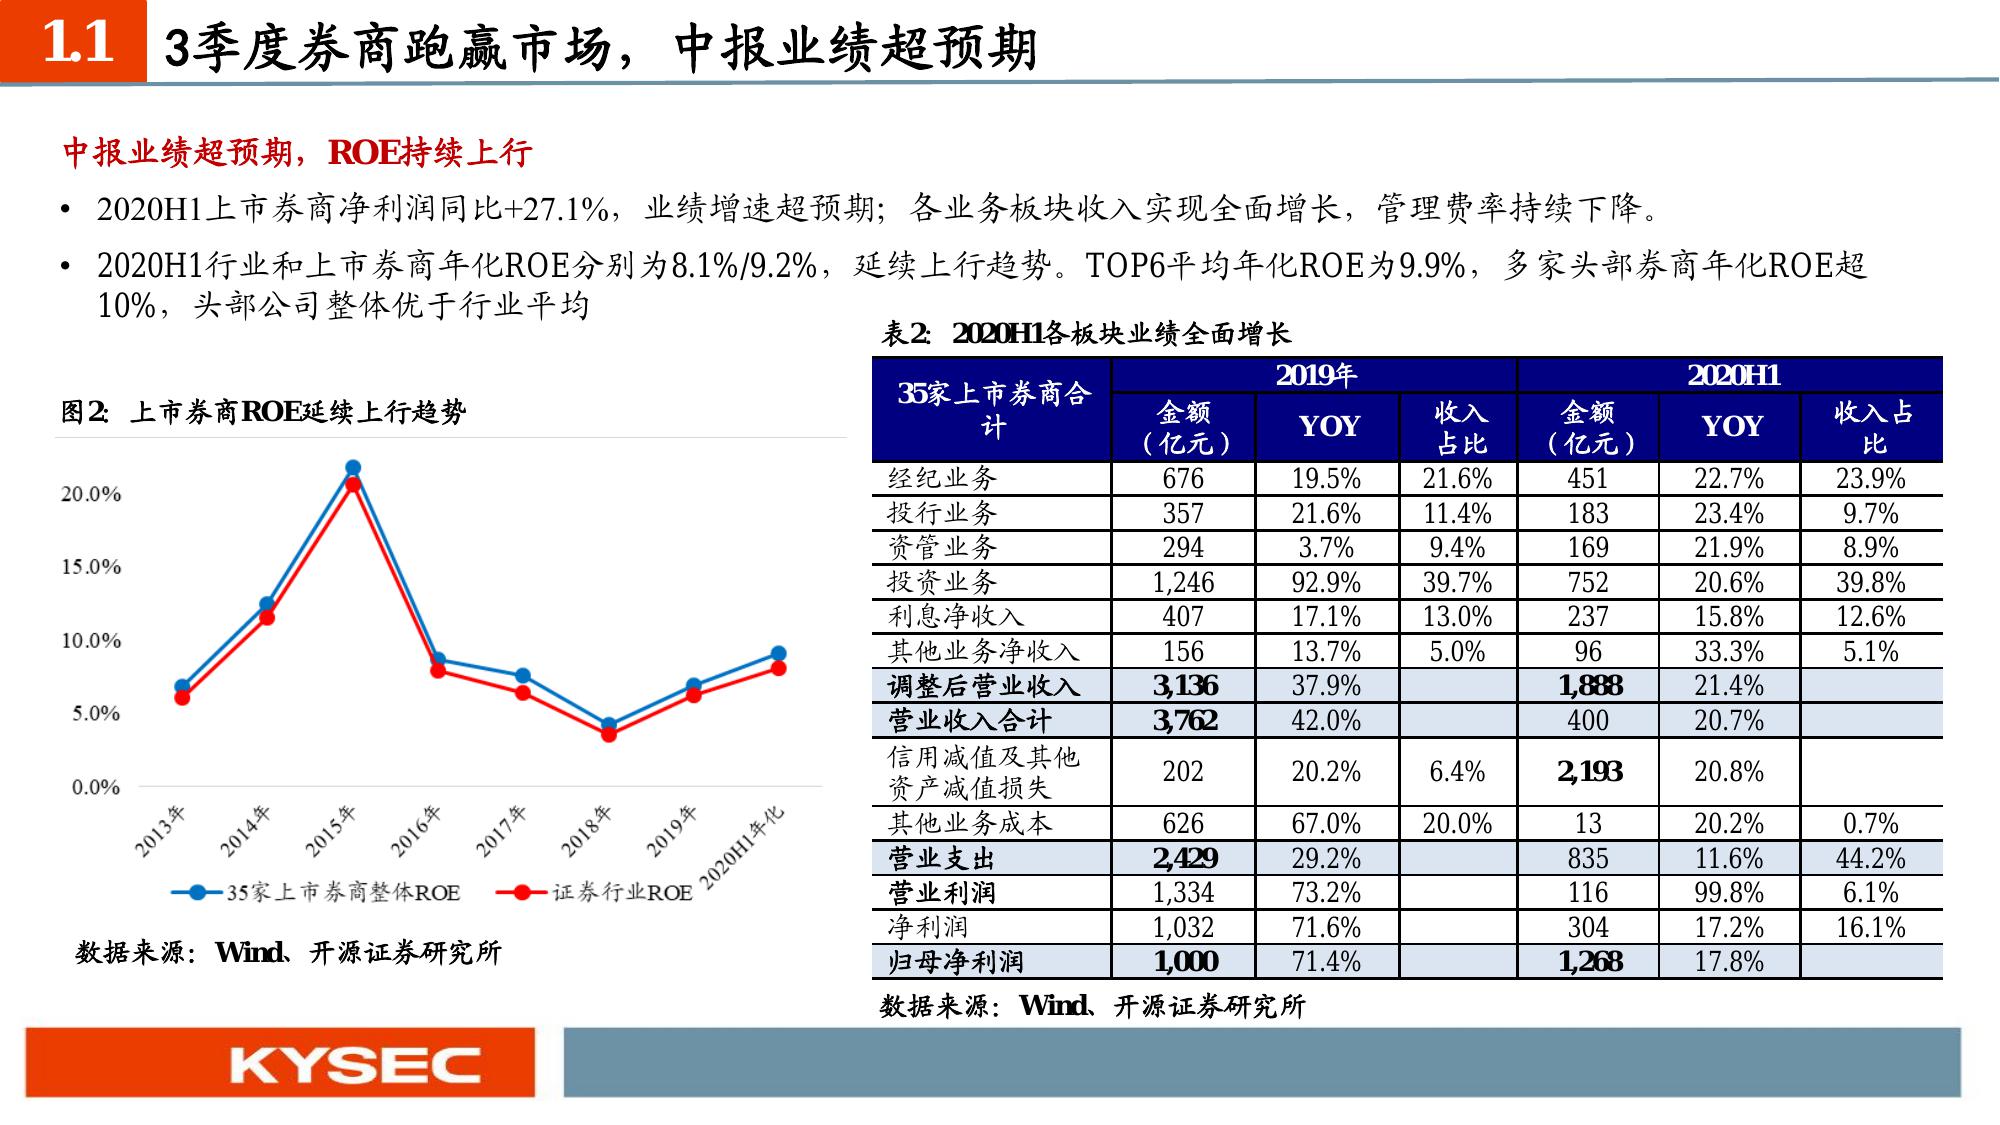 1.1 3季度券商跑赢市场，中报业绩超预期
中报业绩超预期，ROE持续上行
• 2020H1上市券商净利润同比+27.1%，业绩增速超预期；各业务板块收入实现全面增长，管理费率持续下降。
• 2020H1行业和上市券商年化ROE分别为8.1%/9.2%，延续上行趋势。TOP6平均年化ROE为9.9%，多家头部券商年化ROE超
10%，头部公司整体优于行业平均
图2：上市券商ROE延续上行趋势
20.0%
15.0%
10.0%
5.0%
0.0%
2013年 2014年 2015年 2016年 2017年 2018年 2019年 2020H1年化
35家上市券商整体ROE 证券行业ROE
数据来源：Wind、开源证券研究所
表2：2020H1各板块业绩全面增长
35家上市券商合计 2019年 2020H1
金额（亿元） YOY 收入占比 金额（亿元） YOY 收入占比
经纪业务 676 19.5% 21.6% 451 22.7% 23.9%
投行业务 357 21.6% 11.4% 183 23.4% 9.7%
资管业务 294 3.7% 9.4% 169 21.9% 8.9%
投资业务 1,246 92.9% 39.7% 752 20.6% 39.8%
利息净收入 407 17.1% 13.0% 237 15.8% 12.6%
其他业务净收入 156 13.7% 5.0% 96 33.3% 5.1%
调整后营业收入 3,136 37.9% 1,888 21.4%
营业收入合计 3,762 42.0% 400 20.7%
信用减值及其他资产减值损失 202 20.2% 6.4% 2,193 20.8%
其他业务成本 626 67.0% 20.0% 13 20.2% 0.7%
营业支出 2,429 29.2% 835 11.6% 44.2%
营业利润 1,334 73.2% 116 99.8% 6.1%
净利润 1,032 71.6% 304 17.2% 16.1%
归母净利润 1,000 71.4% 1,268 17.8%
数据来源：Wind、开源证券研究所
KYSEC